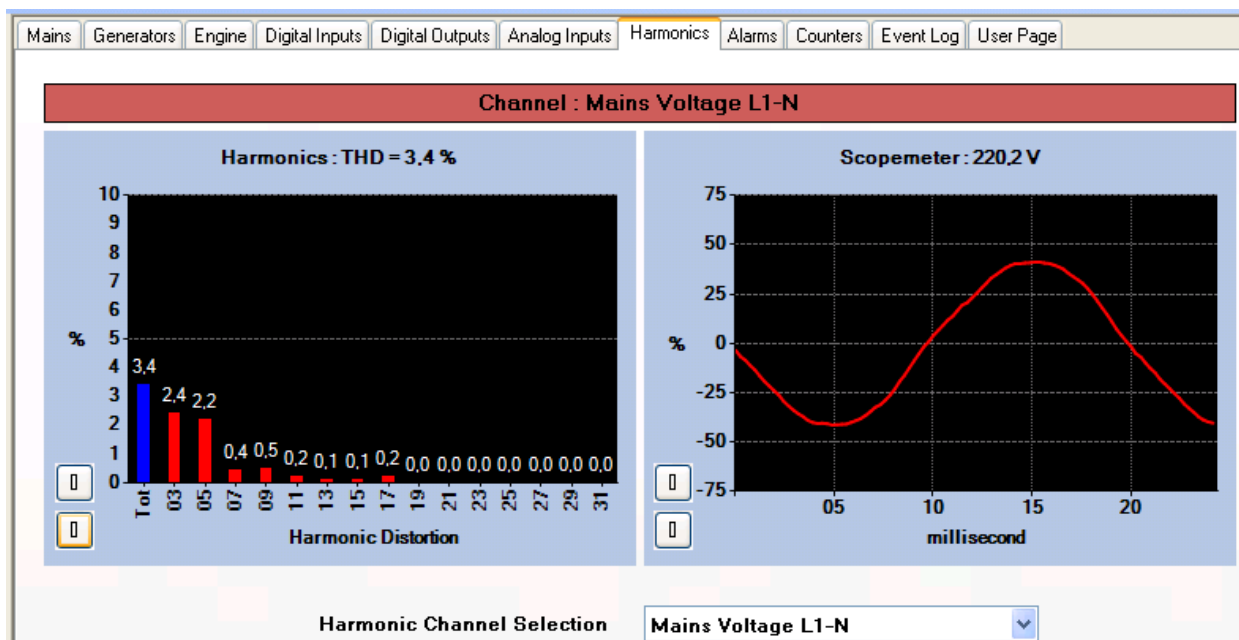 Mains Generators Engine Digital Inputs Digital Outputs Analog Inputs Harmonics Alarms Counters Event Log User Page
Channel : Mains Voltage L1-N
Harmonics : THD = 3,4 %
10
9
8
7
6
5
4
3
2
1
0
%
3,4 2,4 2,2 0,4 0,5 0,2 0,1 0,1 0,2 0,0 0,0 0,0 0,0 0,0 0,0 0,0
Tot 03 05 07 09 11 13 15 17 19 21 23 25 27 29 31
Harmonic Distortion
Scopemeter : 220,2 V
75
50
25
0
-25
-50
-75
%
05 10 15 20
millisecond
Harmonic Channel Selection Mains Voltage L1-N